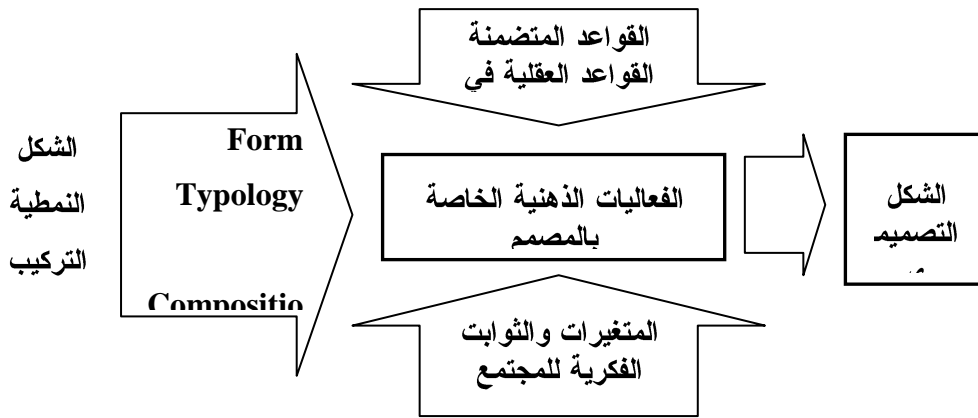 القواعد المتضمنة
القواعد العقلية في
الشكل
النمطية
التركيب
Form
Typology
Compositio
الفعاليات الذهنية الخاصة
بالمصمم
الشكل
التصميم
المتغيرات والثوابت
الفكرية للمجتمع